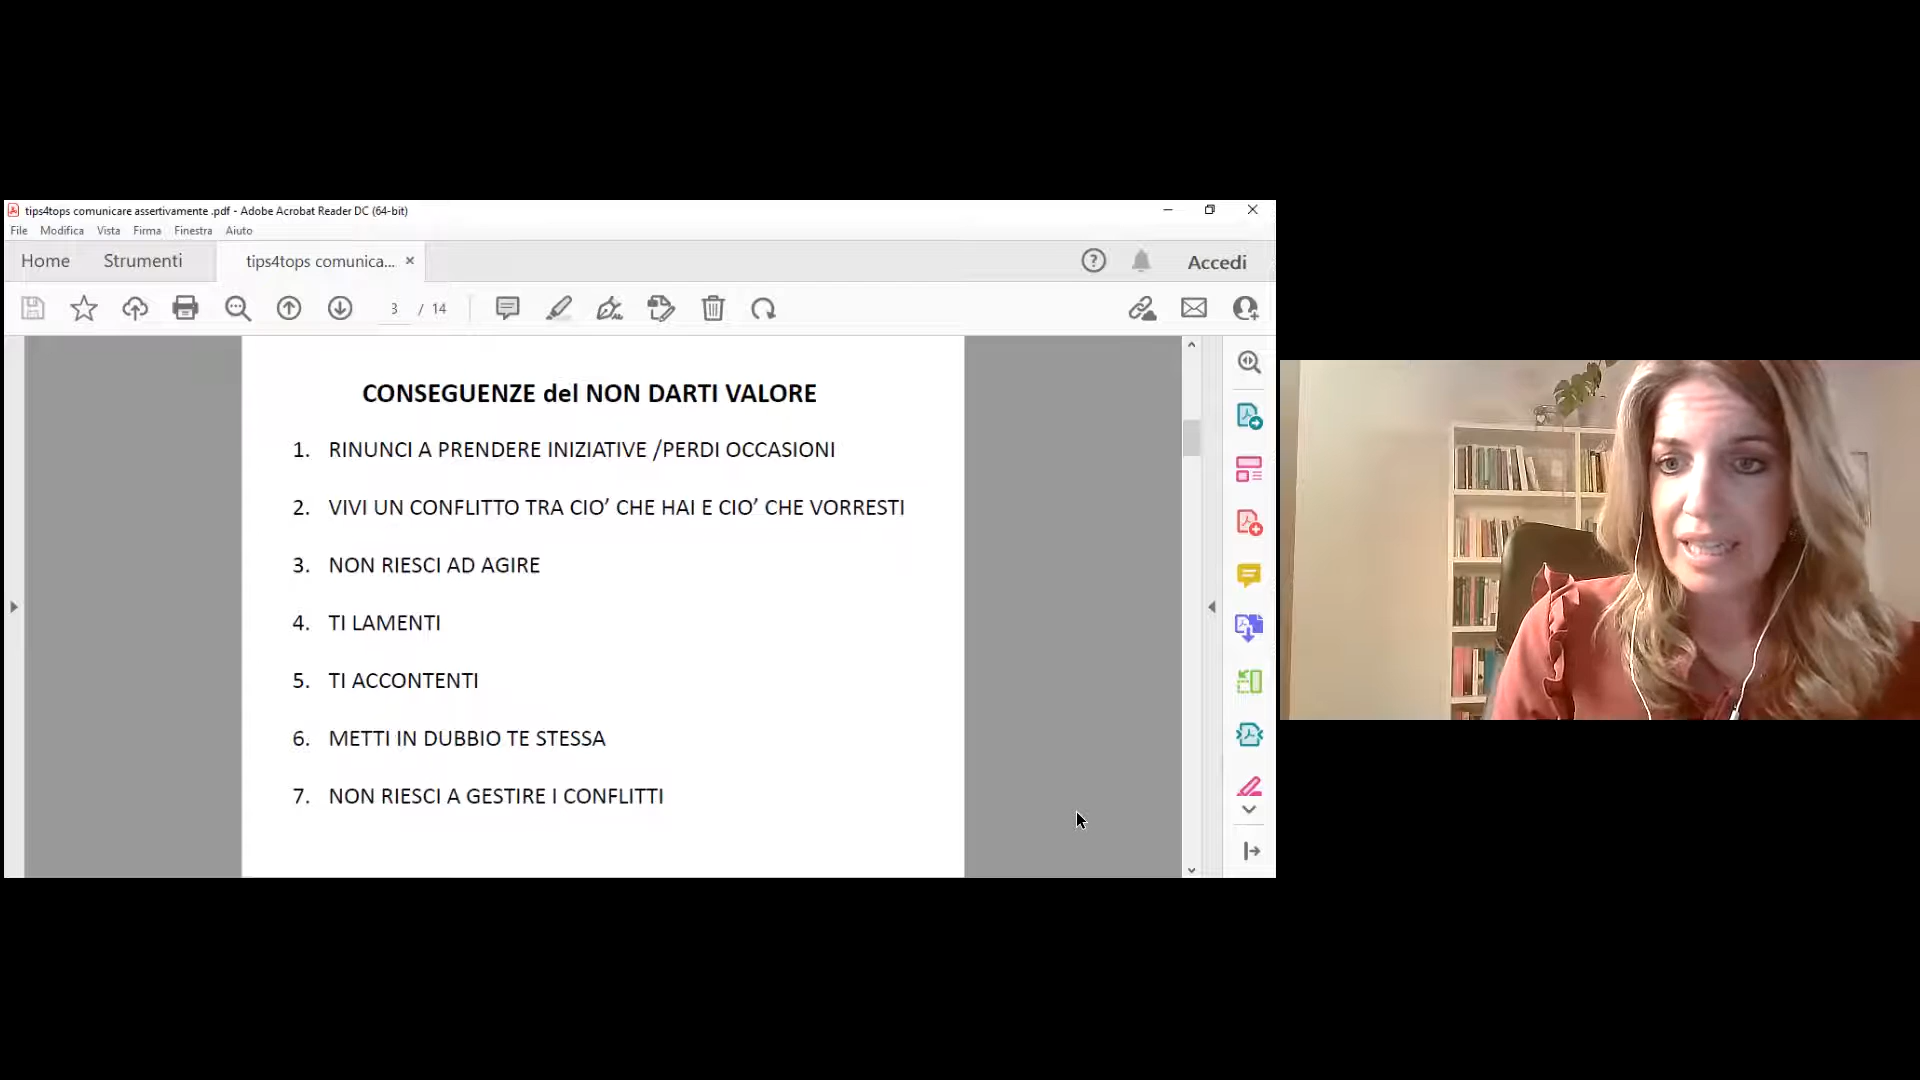 tips4tops comunicare assertivamente .pdf - Adobe Acrobat Reader DC (64-bit)
File Modifica Vista Firma Finestra Aiuto
Home Strumenti tips4tops comunica... × Accedi
3 / 14
CONSEGUENZE del NON DARTI VALORE
1. RINUNCI A PRENDERE INIZIATIVE /PERDI OCCASIONI
2. VIVI UN CONFLITTO TRA CIO’ CHE HAI E CIO’ CHE VORRESTI
3. NON RIESCI AD AGIRE
4. TI LAMENTI
5. TI ACCONTENTI
6. METTI IN DUBBIO TE STESSA
7. NON RIESCI A GESTIRE I CONFLITTI